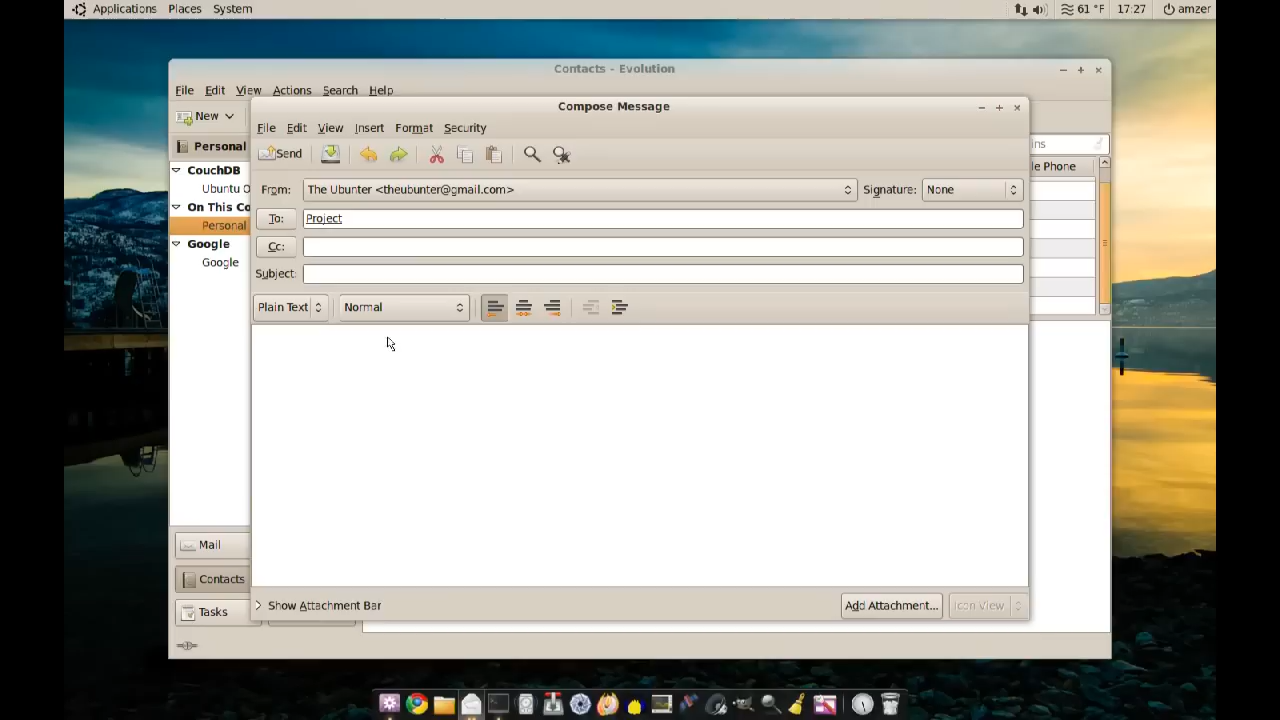 Applications Places System 61 °F 17:27 amzer
Contacts - Evolution
File Edit View Actions Search Help
New
Compose Message
File Edit View Insert Format Security
Send
Personal
ins
CouchDB
le Phone
Ubuntu O
From: The Ubunter <theubunter@gmail.com> Signature: None
On This Co
To: Project
Personal
Google
Cc:
Google
Subject:
Plain Text Normal
Mail
Contacts
Tasks
Show Attachment Bar Add Attachment... Icon View